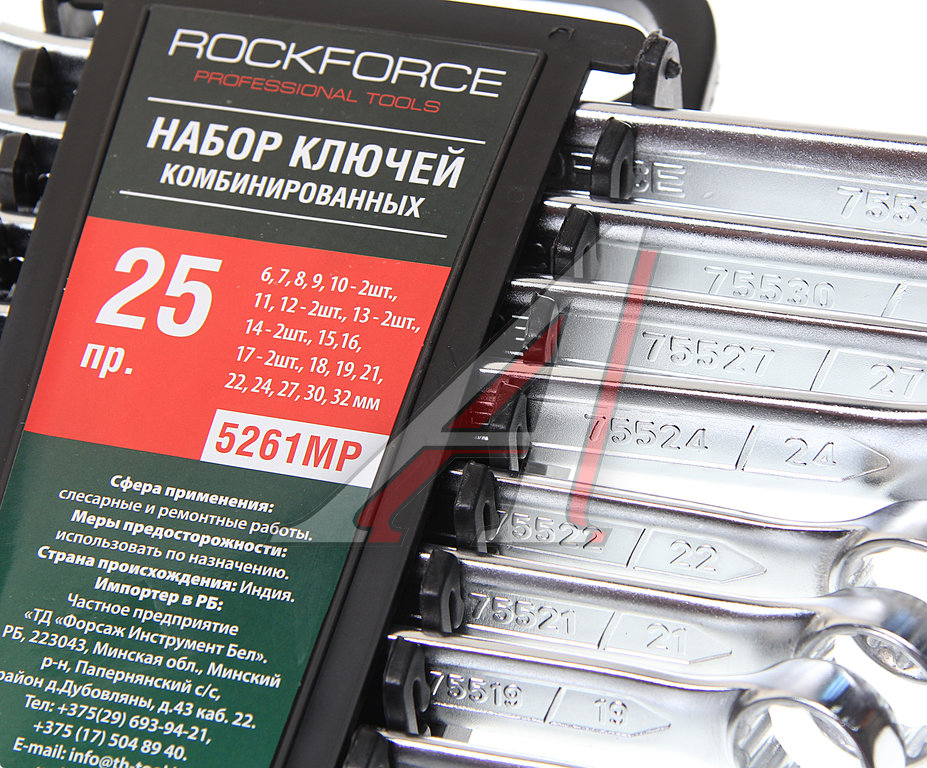 ROCKFORCE
PROFESSIONAL TOOLS
НАБОР КЛЮЧЕЙ
КОМБИНИРОВАННЫХ
25
пр.
6, 7, 8, 9, 10 - 2шт.,
11, 12 - 2шт., 13 - 2шт.,
14 - 2шт., 15,16,
17 - 2шт., 18, 19, 21,
22, 24, 27, 30, 32 мм
5261MP
Сфера применения:
слесарные и ремонтные работы.
Меры предосторожности:
использовать по назначению.
Страна происхождения: Индия.
Импортер в РБ:
Частное предприятие
«ТД «Форсаж Инструмент Бел».
РБ, 223043, Минская обл., Минский
р-н, Папернянский с/с,
район д.Дубовляны, д.43 каб. 22.
Тел: +375(29) 693-94-21,
+375 (17) 504 89 40.
E-mail: info@th-tool
75530
75527 27
75524 24
75522 22
75521 21
75519 19